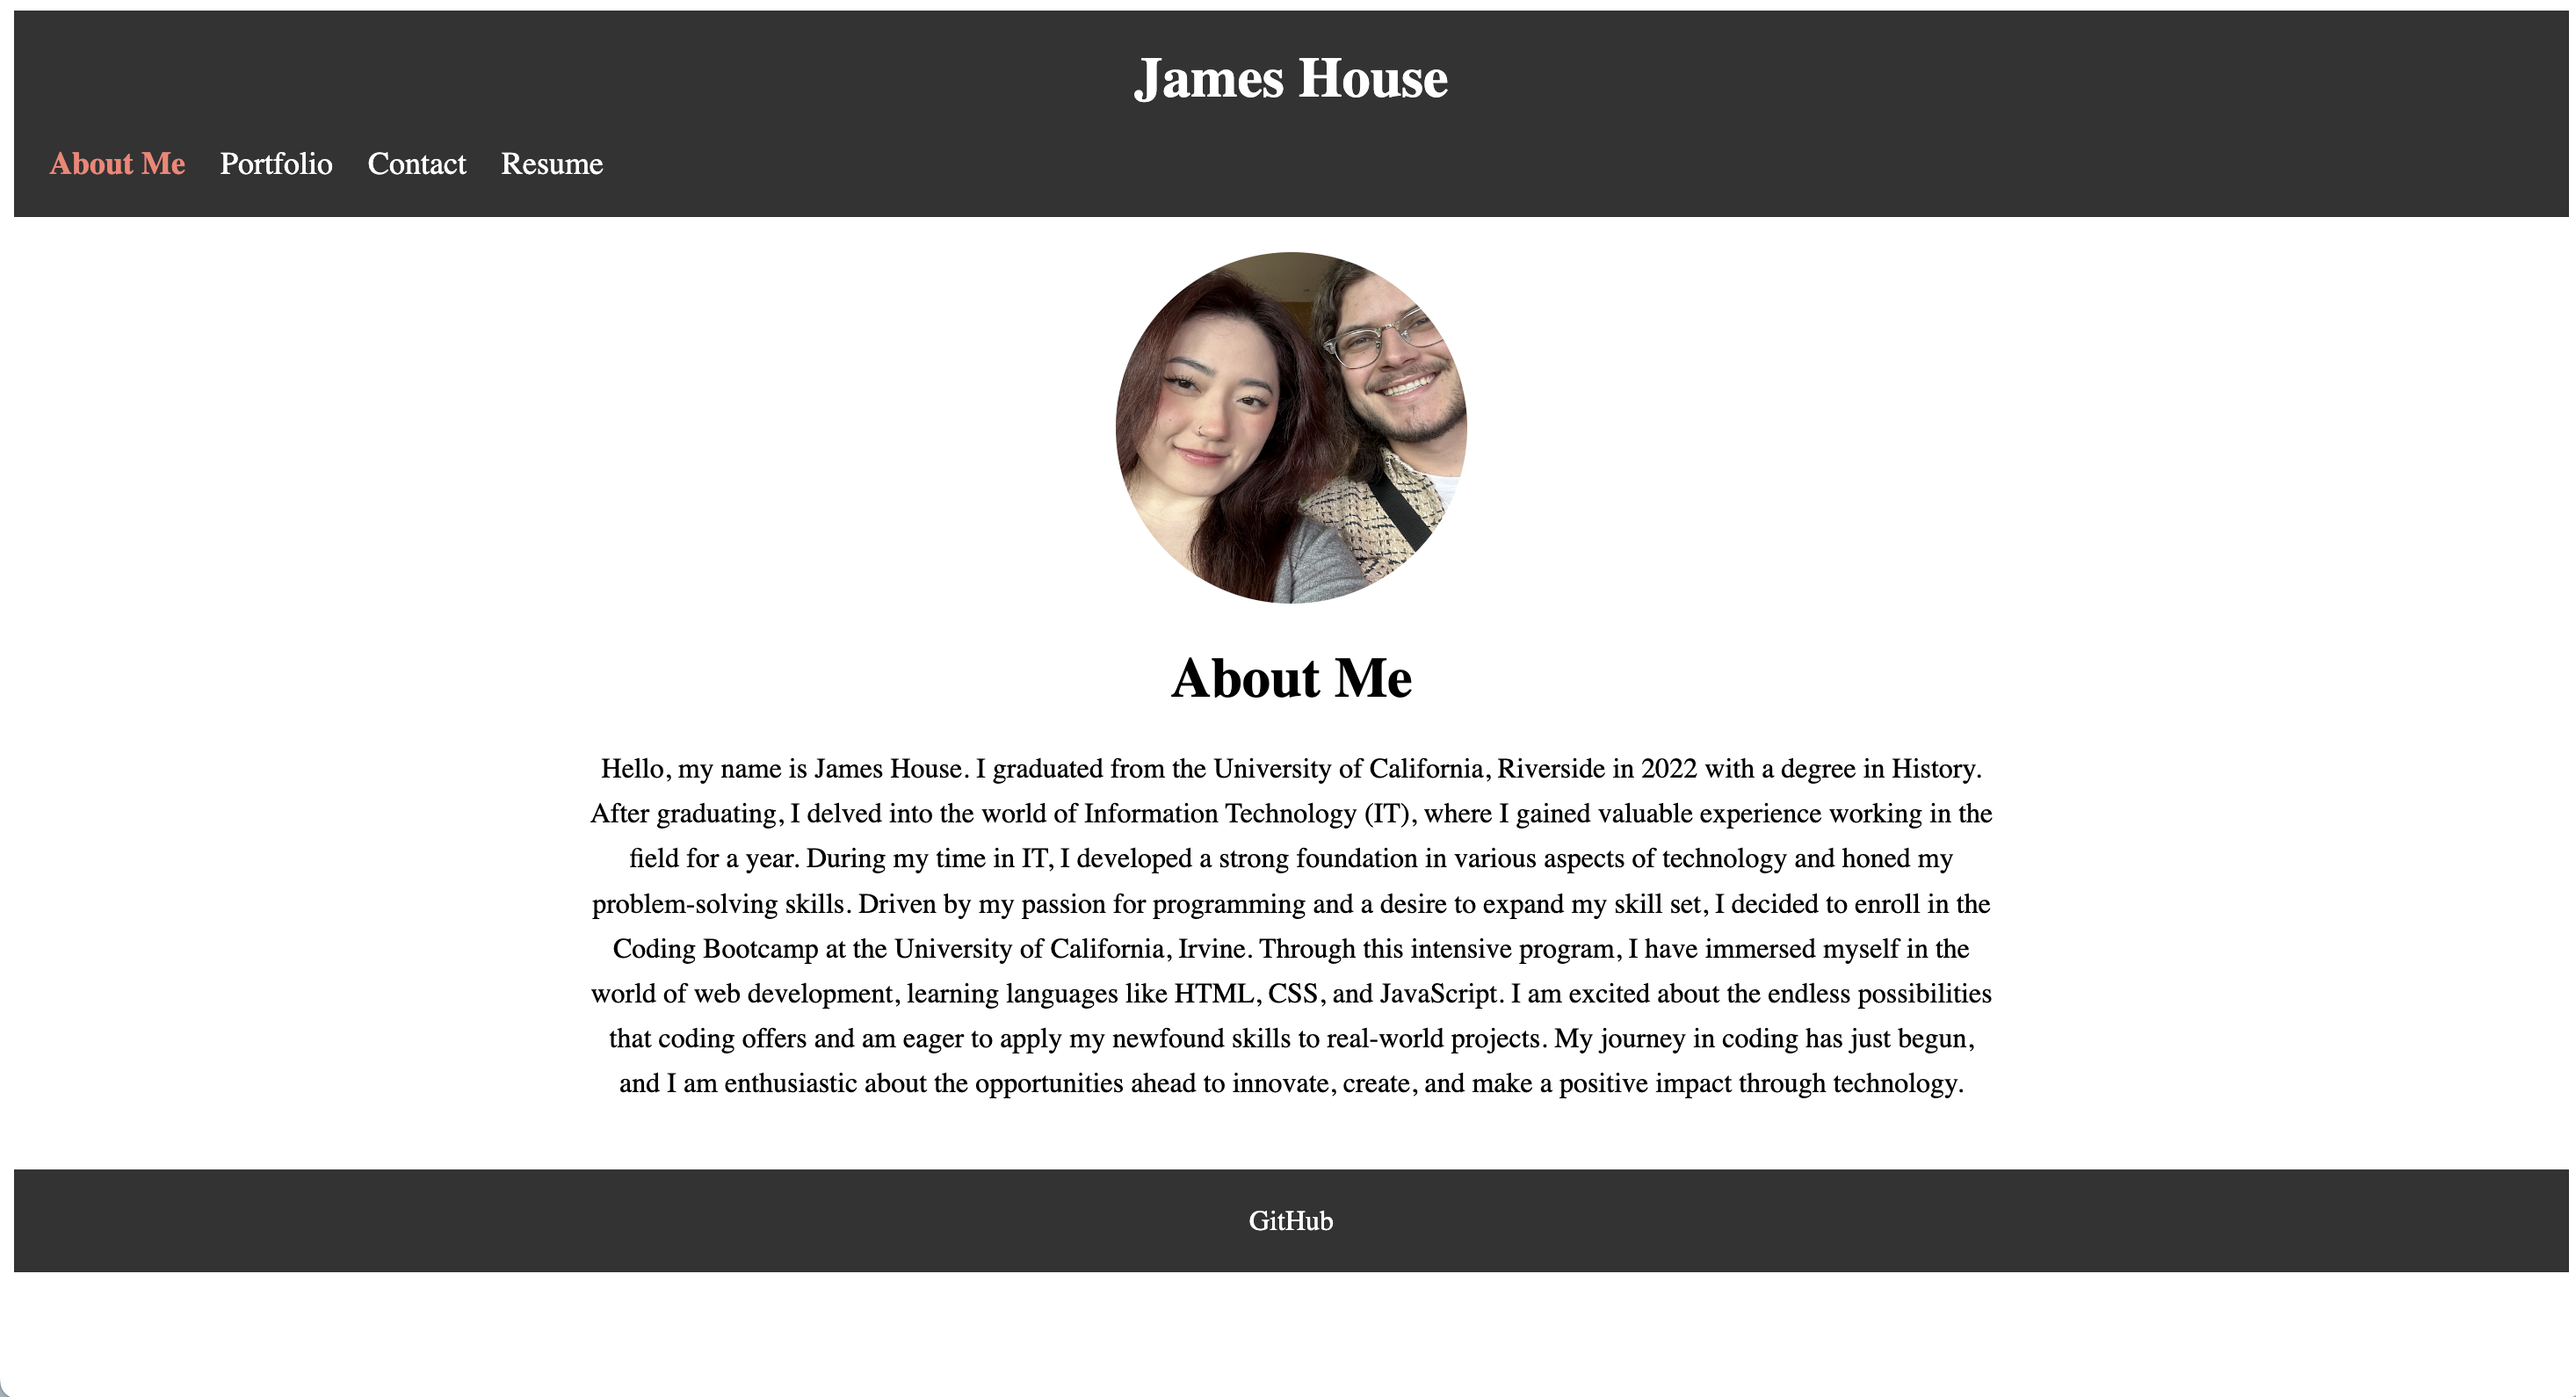 James House
About Me Portfolio Contact Resume
About Me
Hello, my name is James House. I graduated from the University of California, Riverside in 2022 with a degree in History.
After graduating, I delved into the world of Information Technology (IT), where I gained valuable experience working in the
field for a year. During my time in IT, I developed a strong foundation in various aspects of technology and honed my
problem-solving skills. Driven by my passion for programming and a desire to expand my skill set, I decided to enroll in the
Coding Bootcamp at the University of California, Irvine. Through this intensive program, I have immersed myself in the
world of web development, learning languages like HTML, CSS, and JavaScript. I am excited about the endless possibilities
that coding offers and am eager to apply my newfound skills to real-world projects. My journey in coding has just begun,
and I am enthusiastic about the opportunities ahead to innovate, create, and make a positive impact through technology.
GitHub